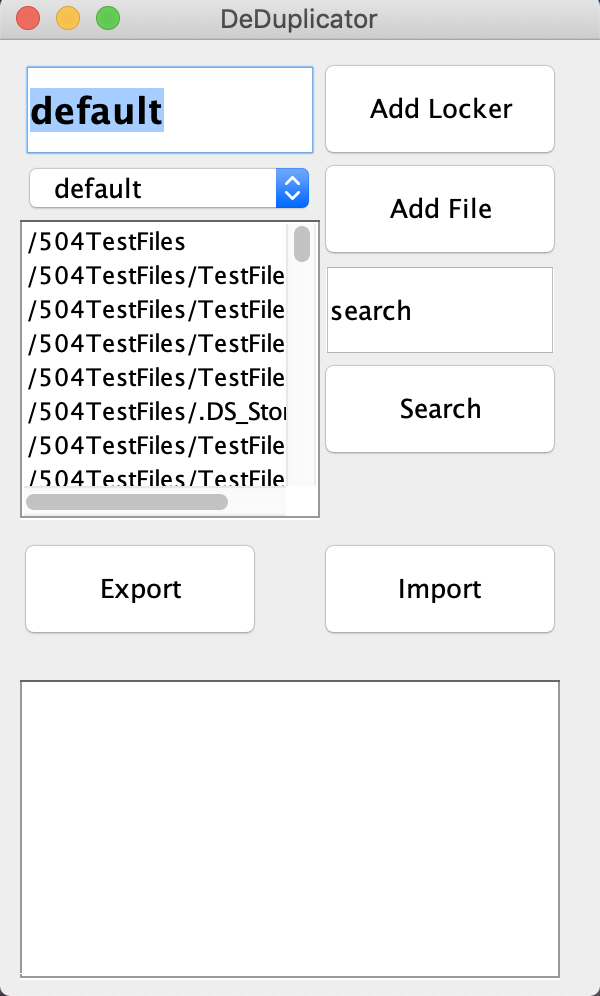 DeDuplicator
default
Add Locker
default
Add File
/504TestFiles
/504TestFiles/TestFile
/504TestFiles/TestFile
/504TestFiles/TestFile
/504TestFiles/TestFile
/504TestFiles/.DS_Stor
/504TestFiles/TestFile
/504TestFiles/TestFile
search
Search
Export
Import